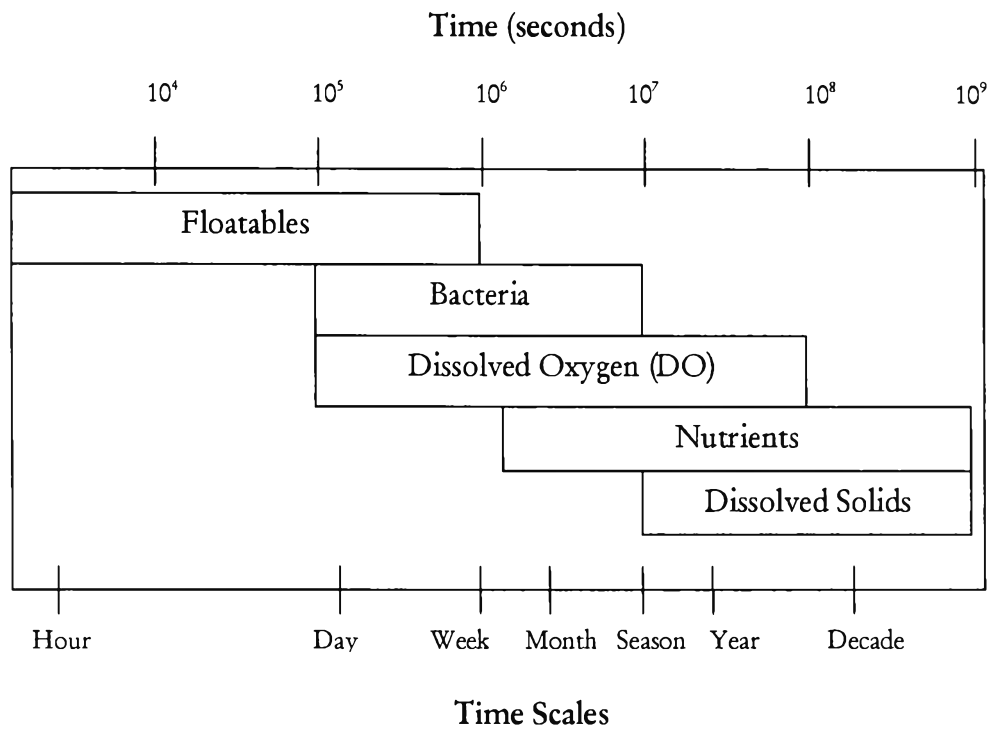 Time (seconds)
10⁴ 10⁵ 10⁶ 10⁷ 10⁸ 10⁹
Floatables
Bacteria
Dissolved Oxygen (DO)
Nutrients
Dissolved Solids
Hour Day Week Month Season Year Decade
Time Scales